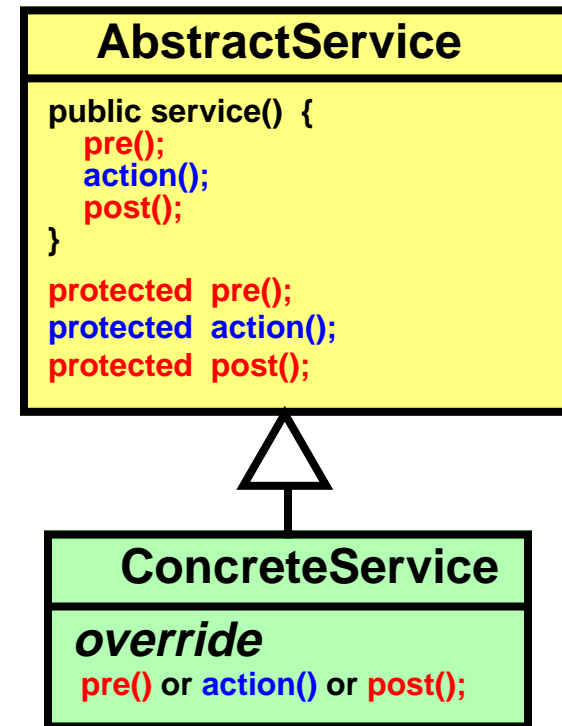 AbstractService
public service() {
pre();
action();
post();
}
protected pre();
protected action();
protected post();
ConcreteService
override
pre() or action() or post();